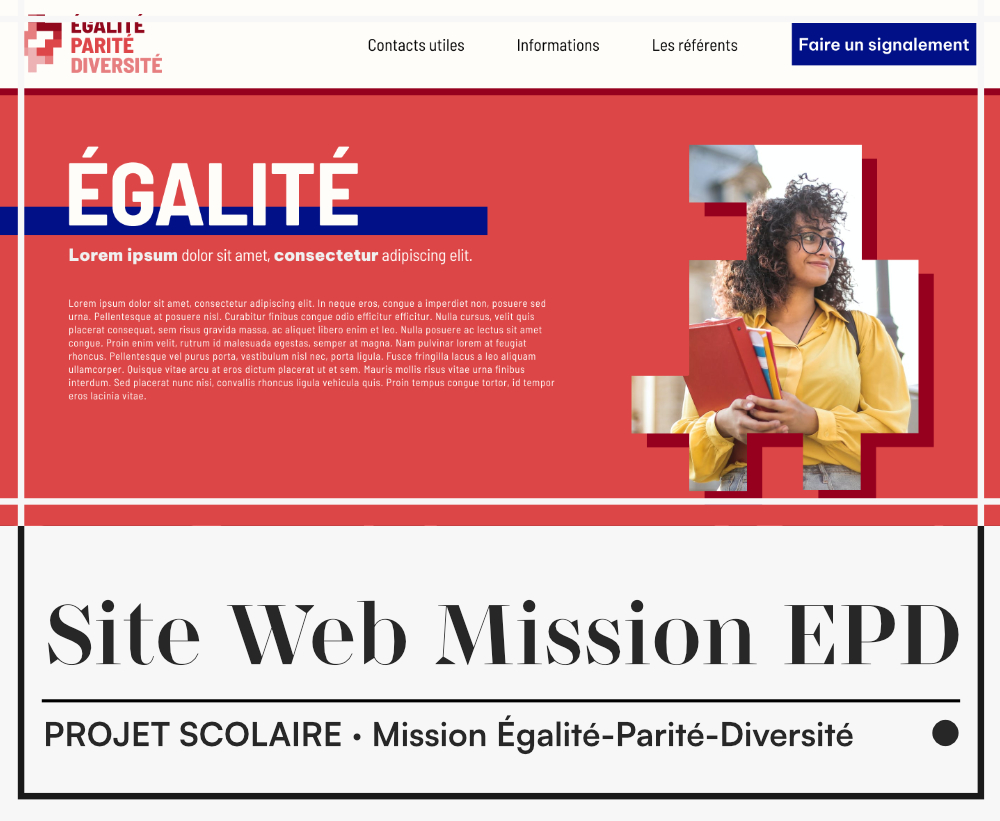 ÉGALITÉ
PARITÉ
DIVERSITÉ
Contacts utiles
Informations
Les référents
Faire un signalement
ÉGALITÉ
Lorem ipsum dolor sit amet, consectetur adipiscing elit.
Lorem ipsum dolor sit amet, consectetur adipiscing elit. In neque eros, congue a imperdiet non, posuere sed
urna. Pellentesque at posuere nisl. Curabitur finibus congue odio efficitur efficitur. Nulla cursus, velit quis
placerat consequat, sem risus gravida massa, ac aliquet libero enim et leo. Nulla posuere ac lectus sit amet
congue. Proin enim velit, rutrum id malesuada egestas, semper at magna. Nam pulvinar lorem at feugiat
rhoncus. Pellentesque vel purus porta, vestibulum nisl nec, porta ligula. Fusce fringilla lacus a leo aliquam
ullamcorper. Quisque vitae arcu at eros dictum placerat ut et sem. Mauris mollis risus vitae urna finibus
interdum. Sed placerat nunc nisi, convallis rhoncus ligula vehicula quis. Proin tempus congue tortor, id tempor
eros lacinia vitae.
Site Web Mission EPD
PROJET SCOLAIRE · Mission Égalité-Parité-Diversité